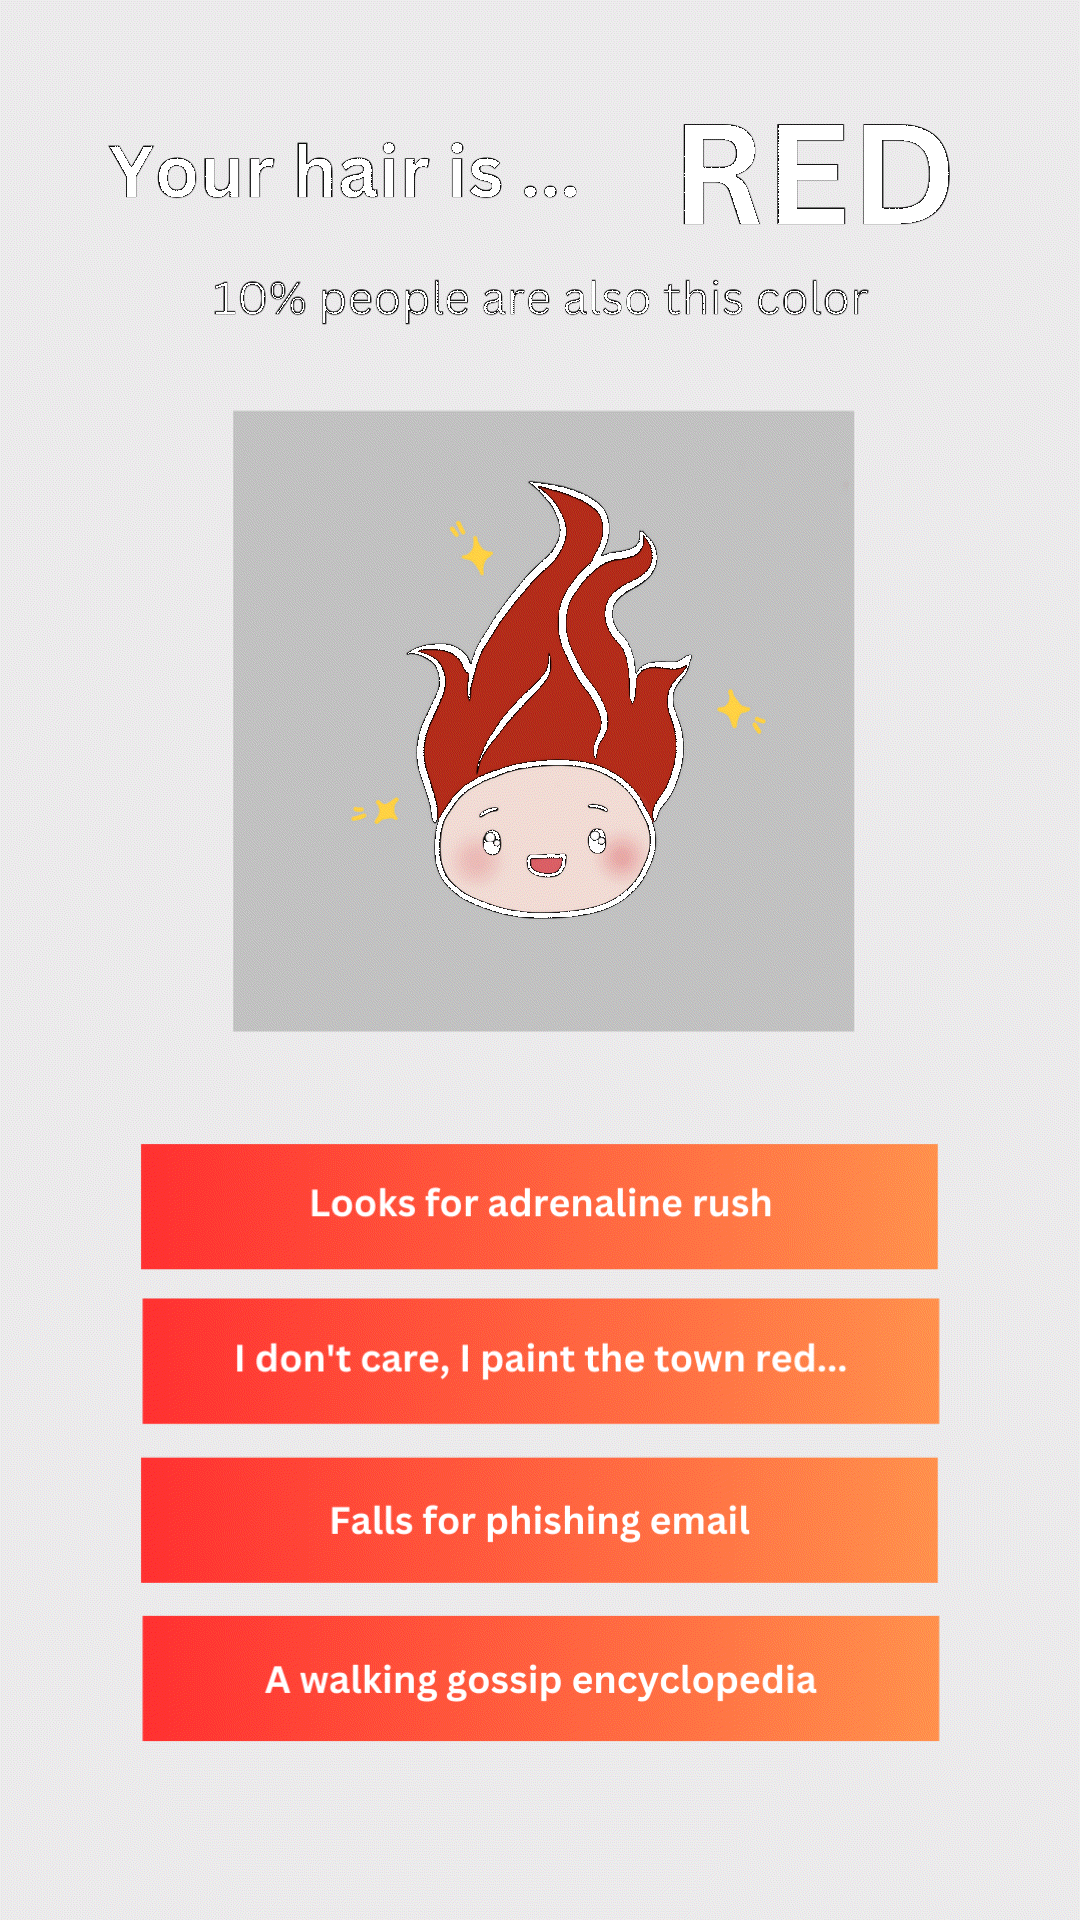 Your hair is ... RED
10% people are also this color
Looks for adrenaline rush
I don't care, I paint the town red...
Falls for phishing email
A walking gossip encyclopedia